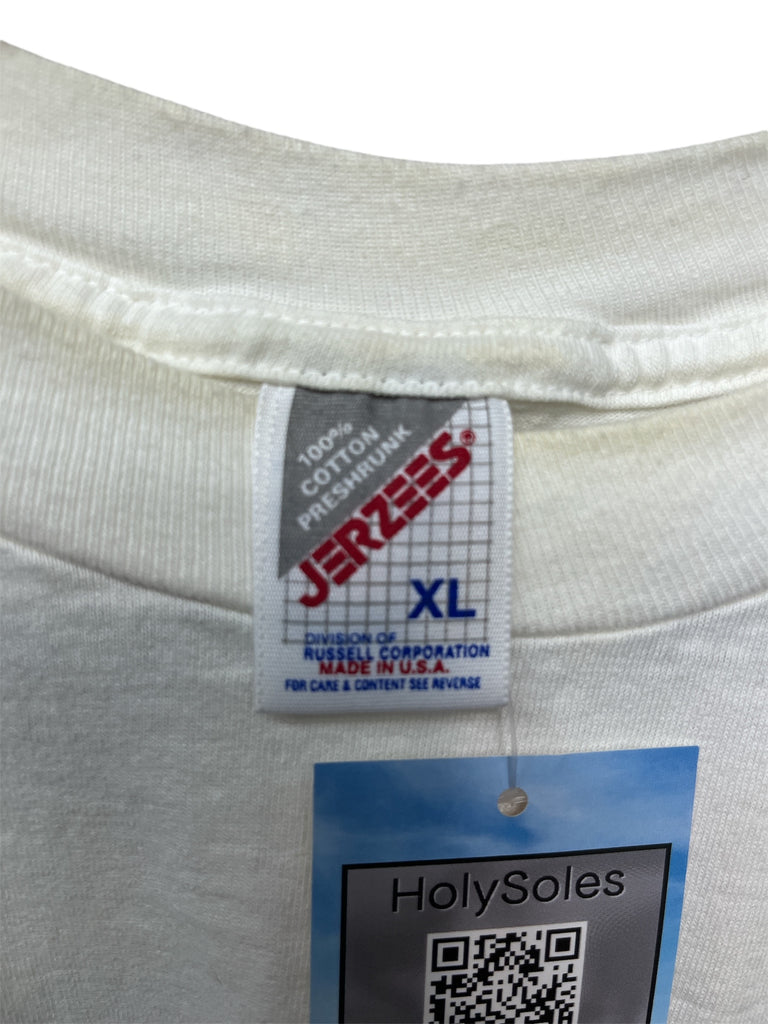 100%
COTTON
PRESHRUNK
JERZEES®
XL
DIVISION OF
RUSSELL CORPORATION
MADE IN U.S.A.
FOR CARE & CONTENT SEE REVERSE
HolySoles